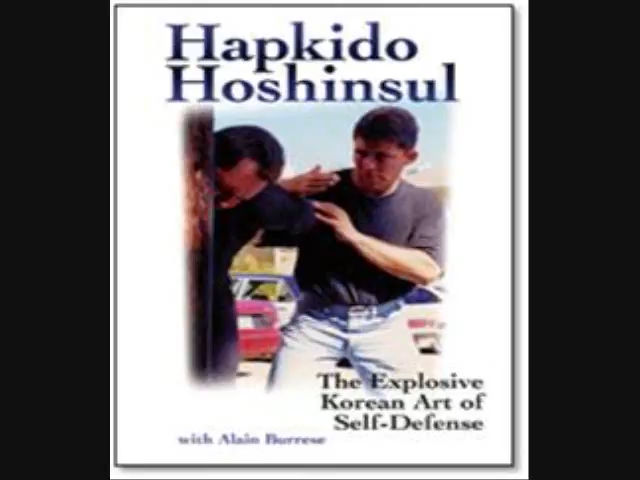 Hapkido
Hoshinsul
The Explosive
Korean Art of
Self-Defense
with Alain Burrese